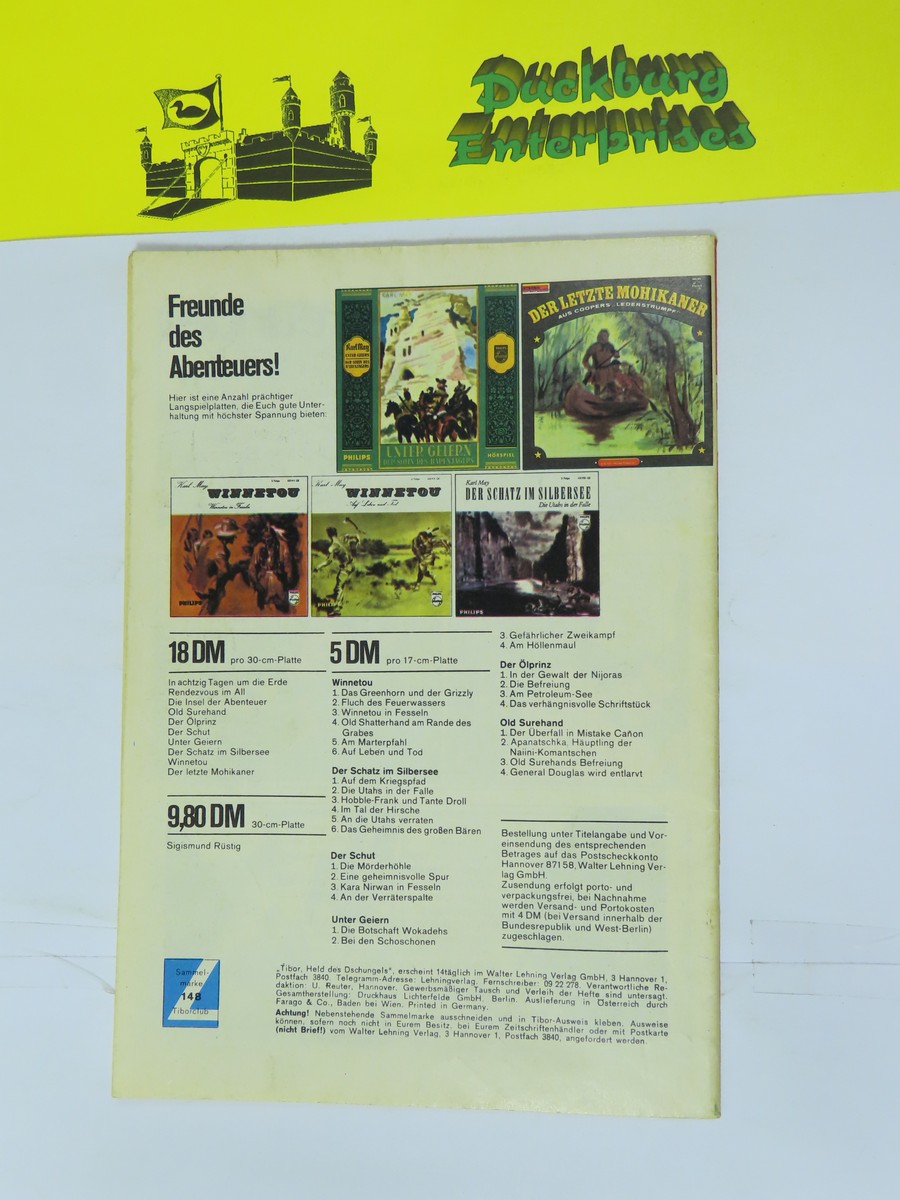 Duckburg
Enterprises
Freunde
des
Abenteuers!
Hier ist eine Anzahl prächtiger
Langspielplatten, die Euch gute Unter-
haltung mit höchster Spannung bieten:
Karl May
UNTER GEIERN
DER SOHN DES BÄRENJÄGERS
PHILIPS
HÖRSPIEL
DER LETZTE MOHIKANER
AUS COOPERS „LEDERSTRUMPF“
Karl May
WINNETOU
Winnetou in Fesseln
PHILIPS
Karl May
WINNETOU
Auf Leben und Tod
PHILIPS
Karl May
DER SCHATZ IM SILBERSEE
Die Utahs in der Falle
PHILIPS
18 DM pro 30-cm-Platte
In achtzig Tagen um die Erde
Rendezvous im All
Die Insel der Abenteuer
Old Surehand
Der Ölprinz
Der Schut
Unter Geiern
Der Schatz im Silbersee
Winnetou
Der letzte Mohikaner
9,80 DM 30-cm-Platte
Sigismund Rüstig
5 DM pro 17-cm-Platte
Winnetou
1. Das Greenhorn und der Grizzly
2. Fluch des Feuerwassers
3. Winnetou in Fesseln
4. Old Shatterhand am Rande des
Grabes
5. Am Marterpfahl
6. Auf Leben und Tod
Der Schatz im Silbersee
1. Auf dem Kriegspfad
2. Die Utahs in der Falle
3. Hobble-Frank und Tante Droll
4. Im Tal der Hirsche
5. An die Utahs verraten
6. Das Geheimnis des großen Bären
Der Schut
1. Die Mörderhöhle
2. Eine geheimnisvolle Spur
3. Kara Nirwan in Fesseln
4. An der Verräterspalte
Unter Geiern
1. Die Botschaft Wokadehs
2. Bei den Schoschonen
3. Gefährlicher Zweikampf
4. Am Höllenmaul
Der Ölprinz
1. In der Gewalt der Nijoras
2. Die Befreiung
3. Am Petroleum-See
4. Das verhängnisvolle Schriftstück
Old Surehand
1. Der Überfall in Mistake Cañon
2. Apanatschka, Häuptling der
Naiini-Komantschen
3. Old Surehands Befreiung
4. General Douglas wird entlarvt
Bestellung unter Titelangabe und Vor-
einsendung des entsprechenden
Betrages auf das Postscheckkonto
Hannover 871 58, Walter Lehning Ver-
lag GmbH.
Zusendung erfolgt porto- und
verpackungsfrei, bei Nachnahme
werden Versand- und Portokosten
mit 4 DM (bei Versand innerhalb der
Bundesrepublik und West-Berlin)
zugeschlagen.
Sammel-
marke
148
Tiborclub
„Tibor, Held des Dschungels“, erscheint 14täglich im Walter Lehning Verlag GmbH, 3 Hannover 1,
Postfach 3840. Telegramm-Adresse: Lehningverlag. Fernschreiber: 09 22 278. Verantwortliche Re-
daktion: U. Reuter, Hannover. Gewerbsmäßiger Tausch und Verleih der Hefte sind untersagt.
Gesamtherstellung: Druckhaus Lichterfelde GmbH, Berlin. Auslieferung in Österreich durch
Farago & Co., Baden bei Wien. Printed in Germany.
Achtung! Nebenstehende Sammelmarke ausschneiden und in Tibor-Ausweis kleben. Ausweise
können, sofern noch nicht in Eurem Besitz, bei Eurem Zeitschriftenhändler oder mit Postkarte
(nicht Brief!) vom Walter Lehning Verlag, 3 Hannover 1, Postfach 3840, angefordert werden.